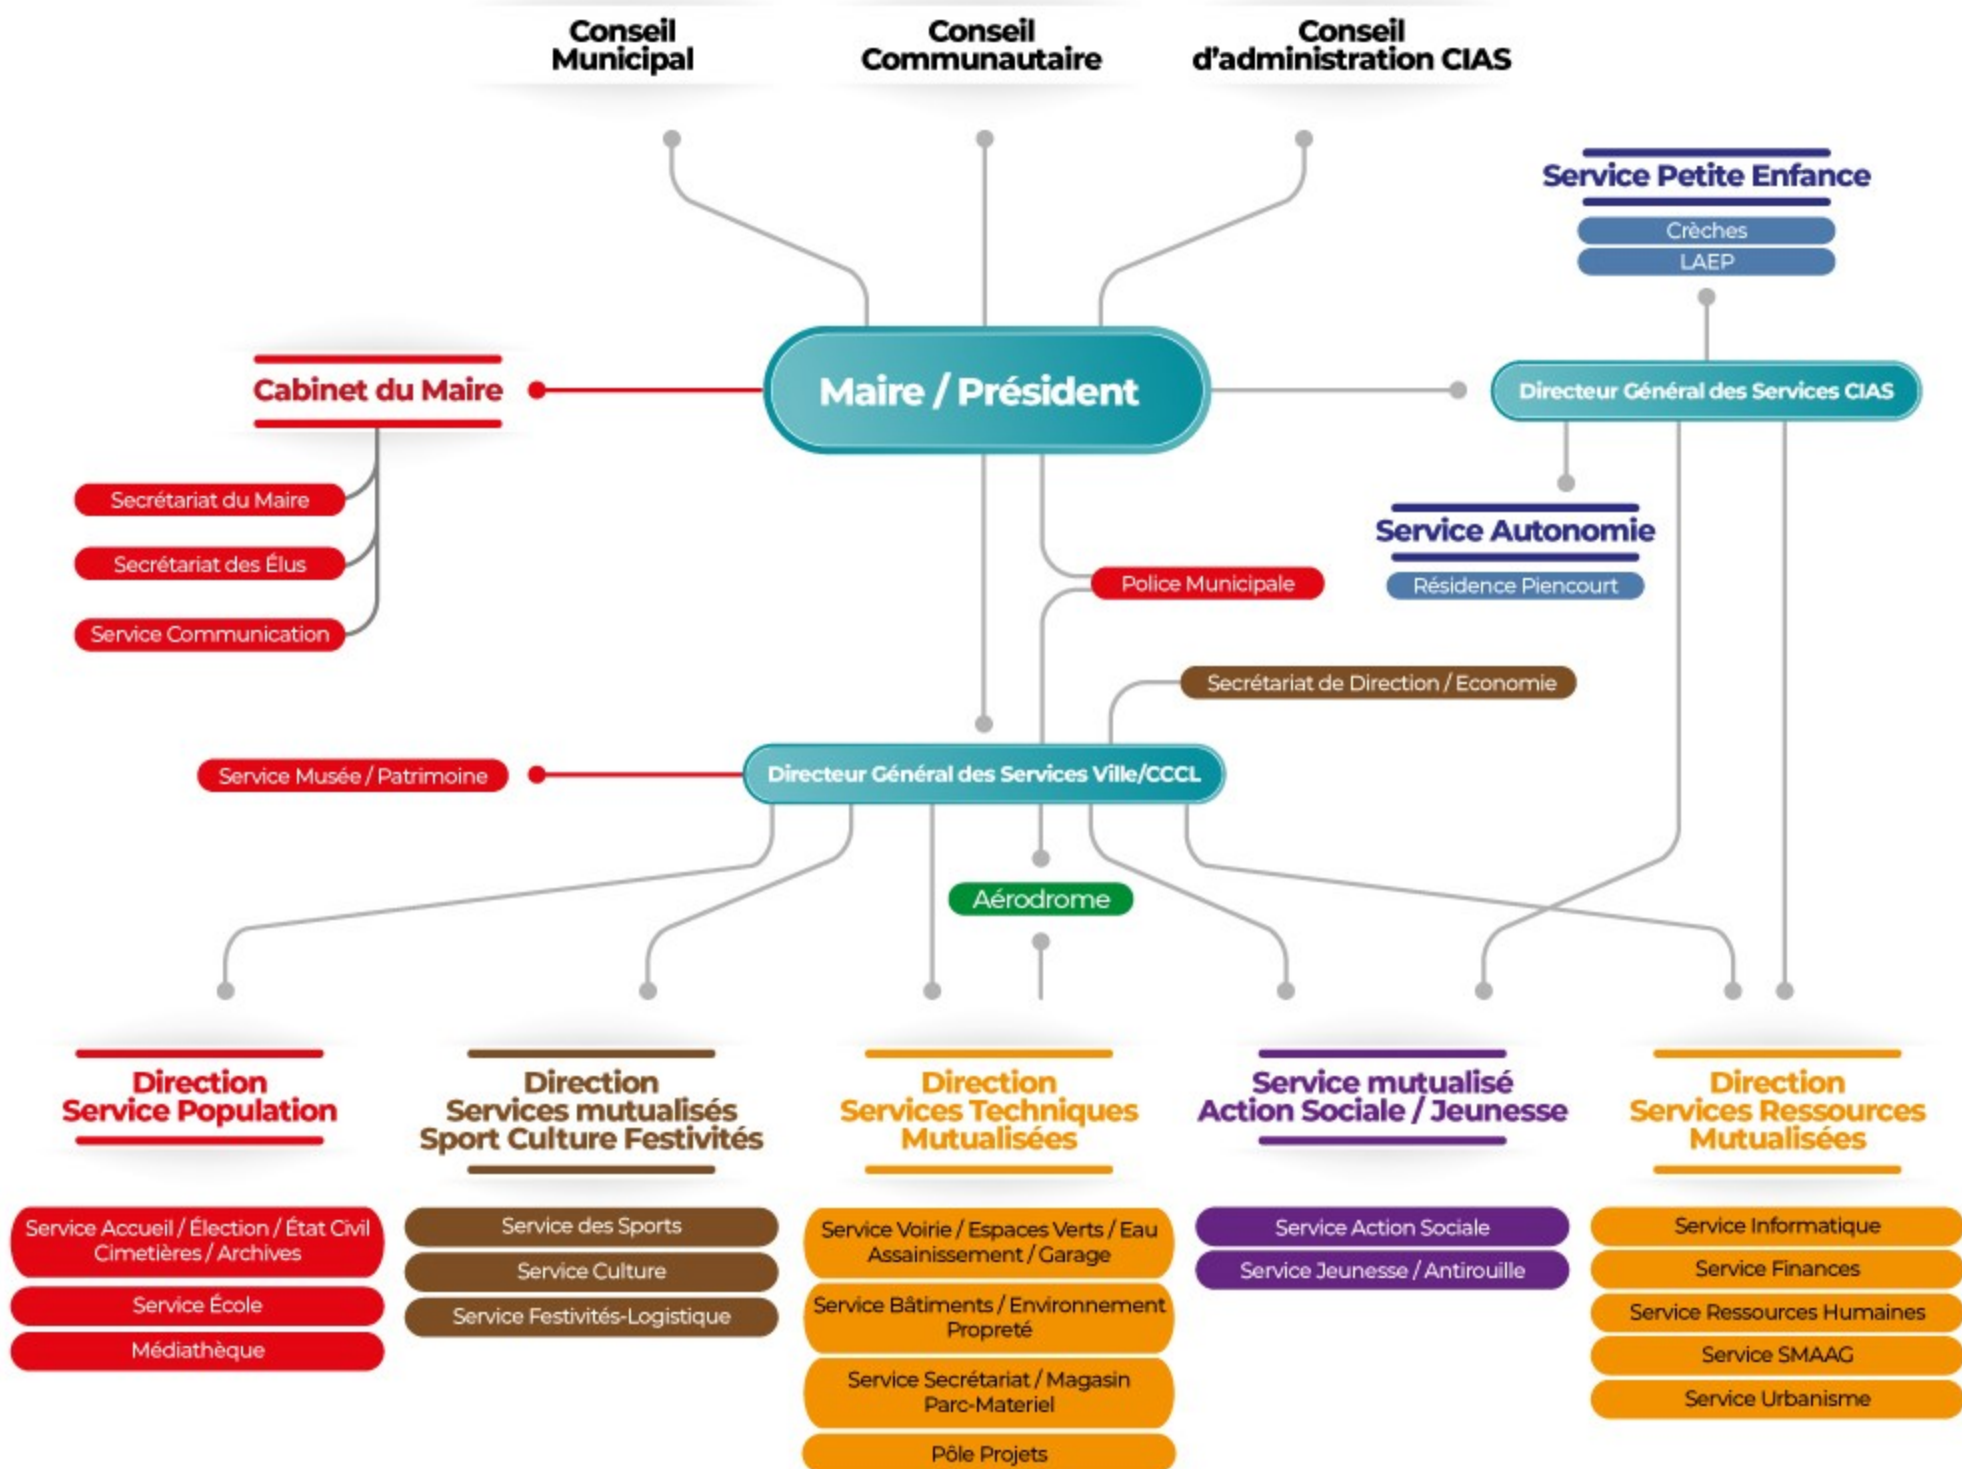 Conseil
Municipal
Conseil
Communautaire
Conseil
d'administration CIAS
Service Petite Enfance
Crèches
LAEP
Cabinet du Maire
Maire / Président
Directeur Général des Services CIAS
Secrétariat du Maire
Secrétariat des Élus
Service Communication
Service Autonomie
Résidence Piencourt
Police Municipale
Secrétariat de Direction / Economie
Service Musée / Patrimoine
Directeur Général des Services Ville/CCCL
Aérodrome
Direction
Service Population
Service Accueil / Élection / État Civil
Cimetières / Archives
Service École
Médiathèque
Direction
Services mutualisés
Sport Culture Festivités
Service des Sports
Service Culture
Service Festivités-Logistique
Direction
Services Techniques
Mutualisées
Service Voirie / Espaces Verts / Eau
Assainissement / Garage
Service Bâtiments / Environnement
Propreté
Service Secrétariat / Magasin
Parc-Materiel
Pôle Projets
Service mutualisé
Action Sociale / Jeunesse
Service Action Sociale
Service Jeunesse / Antirouille
Direction
Services Ressources
Mutualisées
Service Informatique
Service Finances
Service Ressources Humaines
Service SMAAG
Service Urbanisme